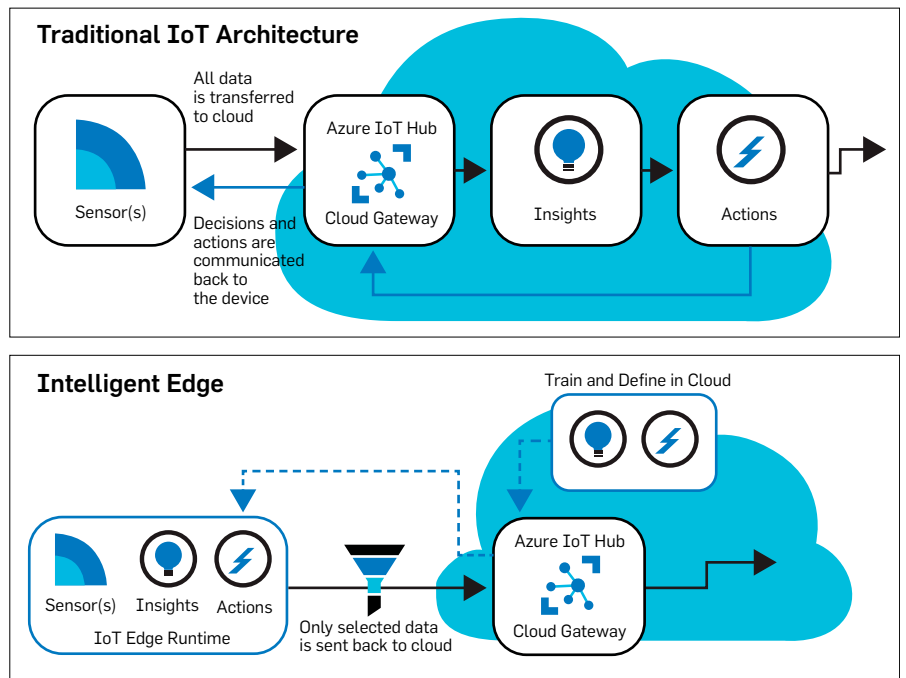 Traditional IoT Architecture
All data
is transferred
to cloud
Sensor(s)
Decisions and
actions are
communicated
back to
the device
Azure IoT Hub
Cloud Gateway
Insights
Actions
Intelligent Edge
Train and Define in Cloud
Sensor(s)
Insights
Actions
IoT Edge Runtime
Only selected data
is sent back to cloud
Azure IoT Hub
Cloud Gateway